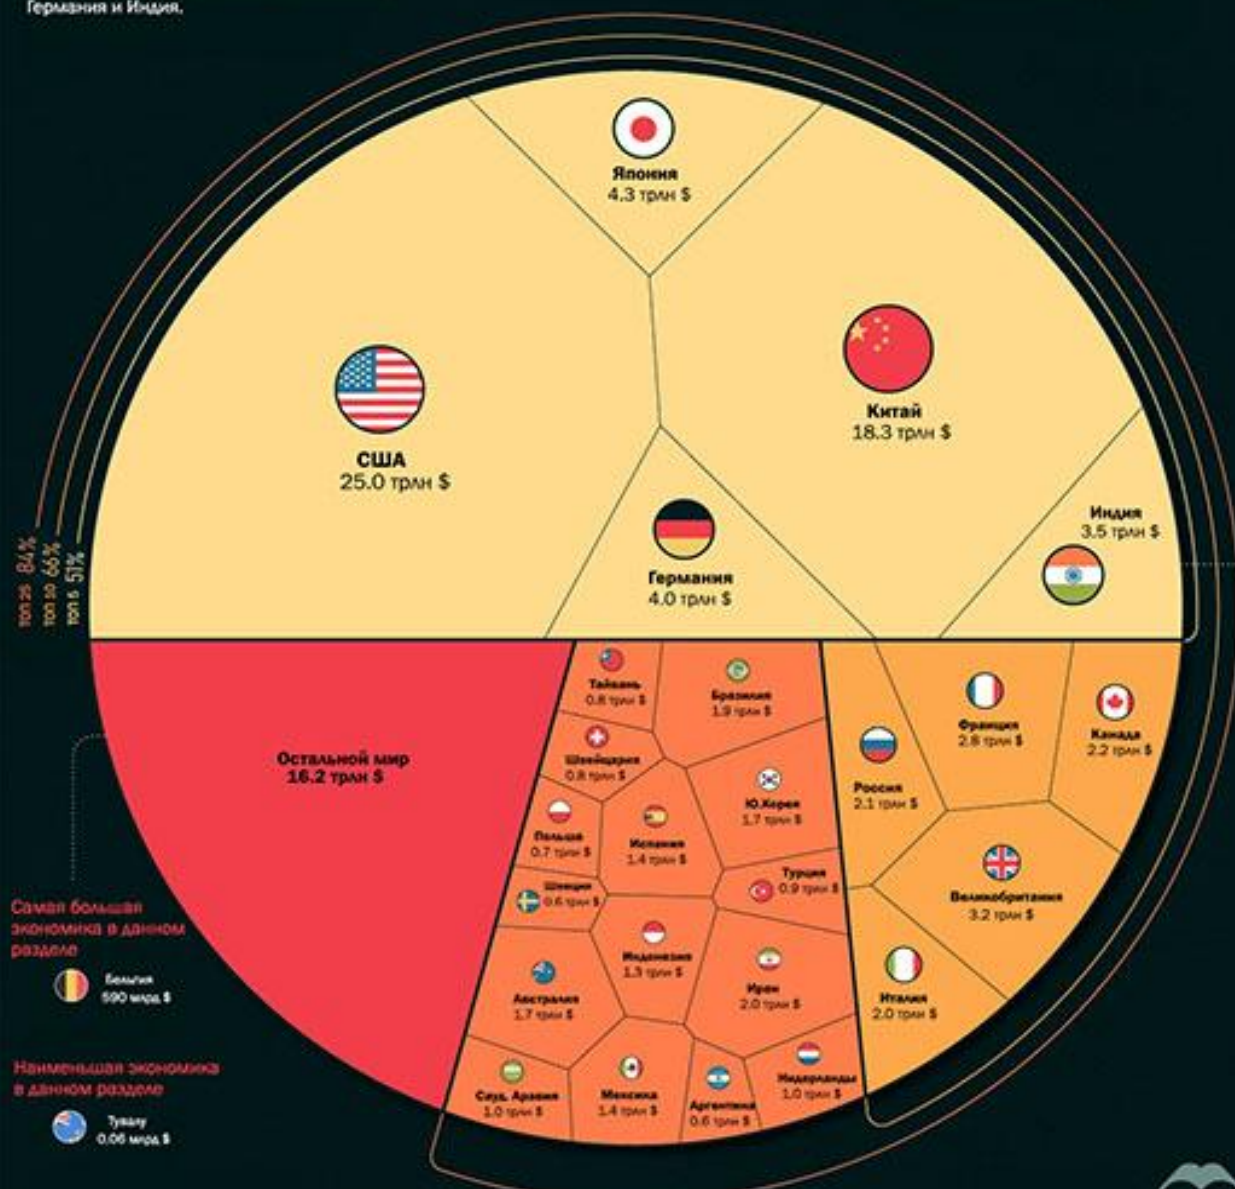 Германия и Индия.
Япония
4.3 трлн $
Китай
18.3 трлн $
США
25.0 трлн $
Индия
3.5 трлн $
Германия
4.0 трлн $
топ 25 84%
топ 10 66%
топ 5 51%
Тайвань
0.8 трлн $
Бразилия
1.9 трлн $
Франция
2.8 трлн $
Канада
2.2 трлн $
Швейцария
0.8 трлн $
Россия
2.1 трлн $
Остальной мир
16.2 трлн $
Ю.Корея
1.7 трлн $
Польша
0.7 трлн $
Испания
1.4 трлн $
Турция
0.9 трлн $
Швеция
0.6 трлн $
Великобритания
3.2 трлн $
Самая большая
экономика в данном
разделе
Бельгия
590 млрд $
Индонезия
1.3 трлн $
Иран
2.0 трлн $
Австралия
1.7 трлн $
Италия
2.0 трлн $
Наименьшая экономика
в данном разделе
Тувалу
0.06 млрд $
Сауд. Аравия
1.0 трлн $
Мексика
1.4 трлн $
Аргентина
0.6 трлн $
Нидерланды
1.0 трлн $